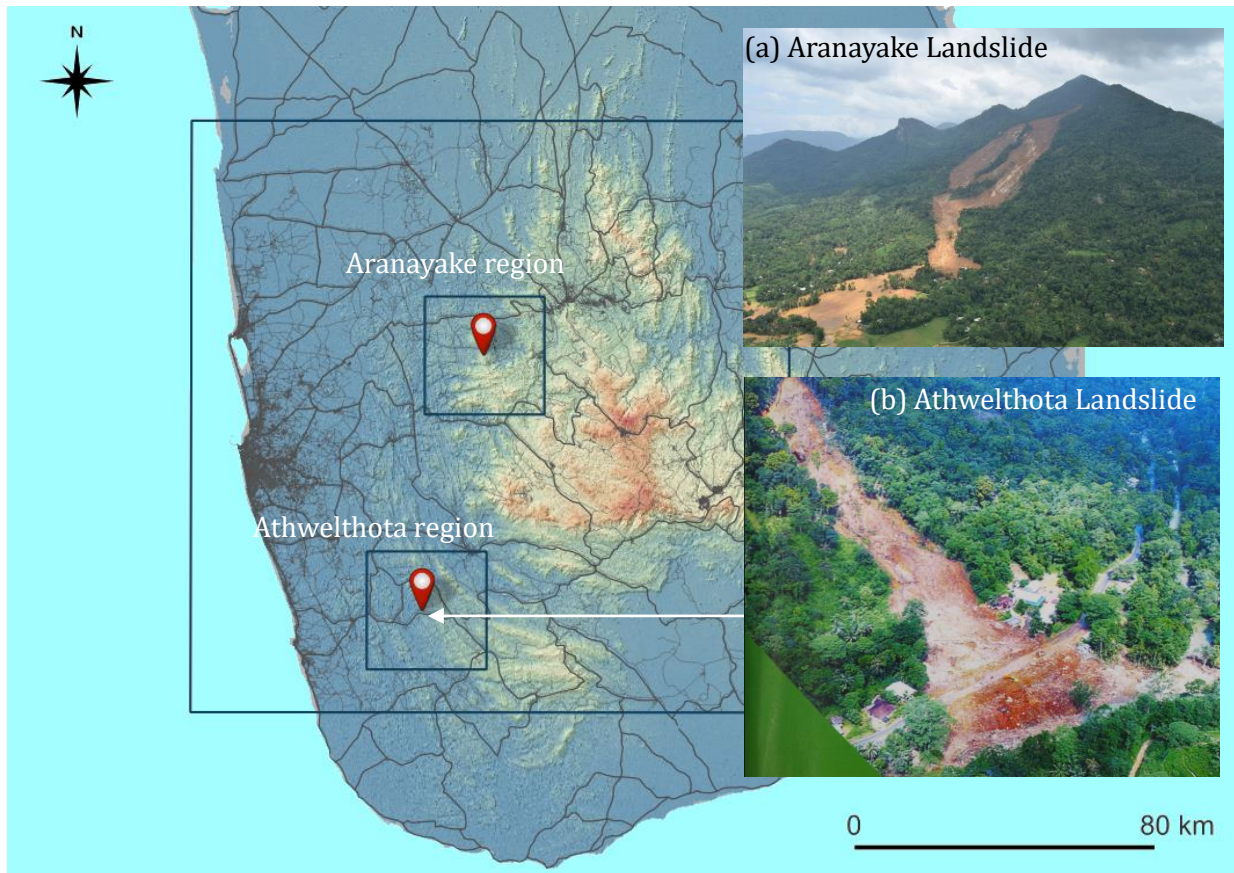 N
(a) Aranayake Landslide
Aranayake region
(b) Athwelthota Landslide
Athwelthota region
0 80 km